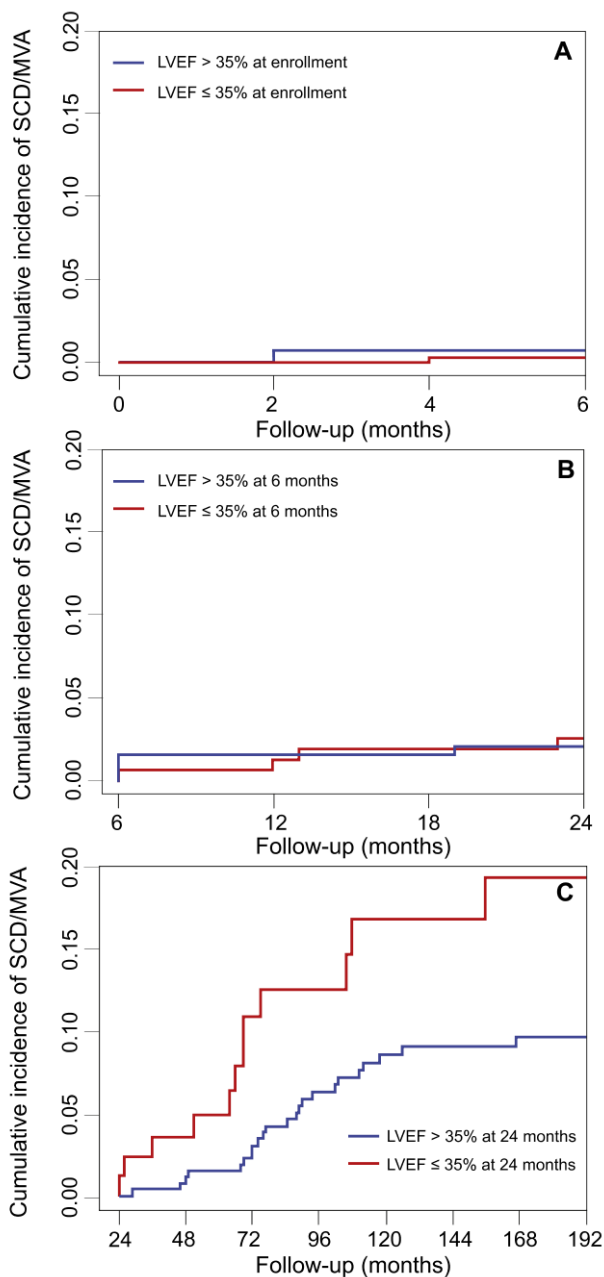 A
LVEF > 35% at enrollment
LVEF ≤ 35% at enrollment
Cumulative incidence of SCD/MVA
0.20
0.15
0.10
0.05
0.00
0 2 4 6
Follow-up (months)
B
LVEF > 35% at 6 months
LVEF ≤ 35% at 6 months
Cumulative incidence of SCD/MVA
0.20
0.15
0.10
0.05
0.00
6 12 18 24
Follow-up (months)
C
Cumulative incidence of SCD/MVA
0.20
0.15
0.10
0.05
0.00
LVEF > 35% at 24 months
LVEF ≤ 35% at 24 months
24 48 72 96 120 144 168 192
Follow-up (months)